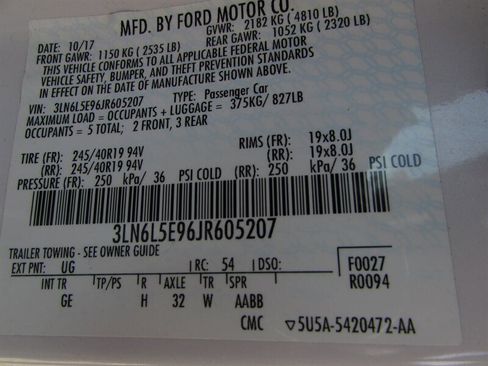 MFD. BY FORD MOTOR CO.
DATE: 10/17 GVWR: 2182 KG ( 4810 LB)
FRONT GAWR: 1150 KG ( 2535 LB) REAR GAWR: 1052 KG ( 2320 LB)
THIS VEHICLE CONFORMS TO ALL APPLICABLE FEDERAL MOTOR
VEHICLE SAFETY, BUMPER, AND THEFT PREVENTION STANDARDS
IN EFFECT ON THE DATE OF MANUFACTURE SHOWN ABOVE.
VIN: 3LN6L5E96JR605207 TYPE: Passenger Car
MAXIMUM LOAD = OCCUPANTS + LUGGAGE = 375KG/ 827LB
OCCUPANTS = 5 TOTAL; 2 FRONT, 3 REAR
TIRE (FR): 245/40R19 94V RIMS (FR): 19x8.0J
(RR): 245/40R19 94V (RR): 19x8.0J
PRESSURE (FR): 250 kPa/ 36 PSI COLD (RR): 250 kPa/ 36 PSI COLD
3LN6L5E96JR605207
TRAILER TOWING - SEE OWNER GUIDE
EXT PNT: UG RC: 54 DSO: F0027
INT TR TP/PS R AXLE TR SPR R0094
GE H 32 W AABB
CMC ▽5U5A-5420472-AA